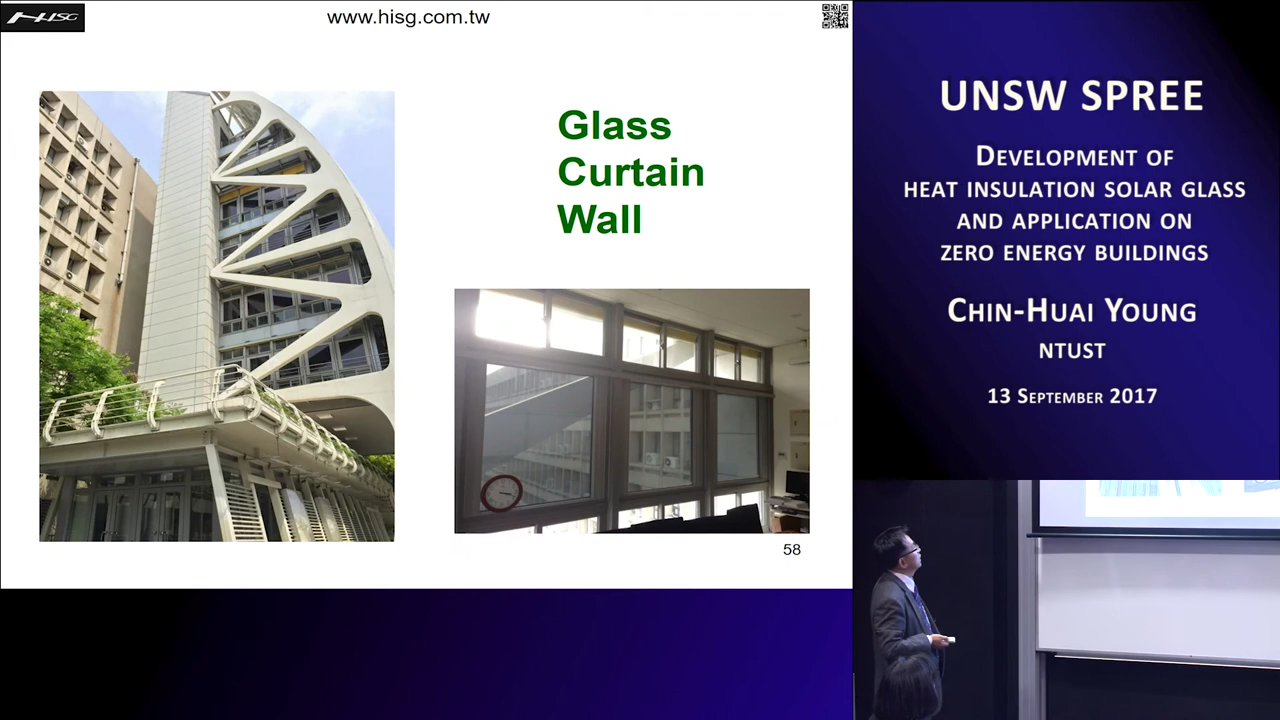 HISG
www.hisg.com.tw
Glass
Curtain
Wall
58
UNSW SPREE
DEVELOPMENT OF
HEAT INSULATION SOLAR GLASS
AND APPLICATION ON
ZERO ENERGY BUILDINGS
CHIN-HUAI YOUNG
NTUST
13 SEPTEMBER 2017